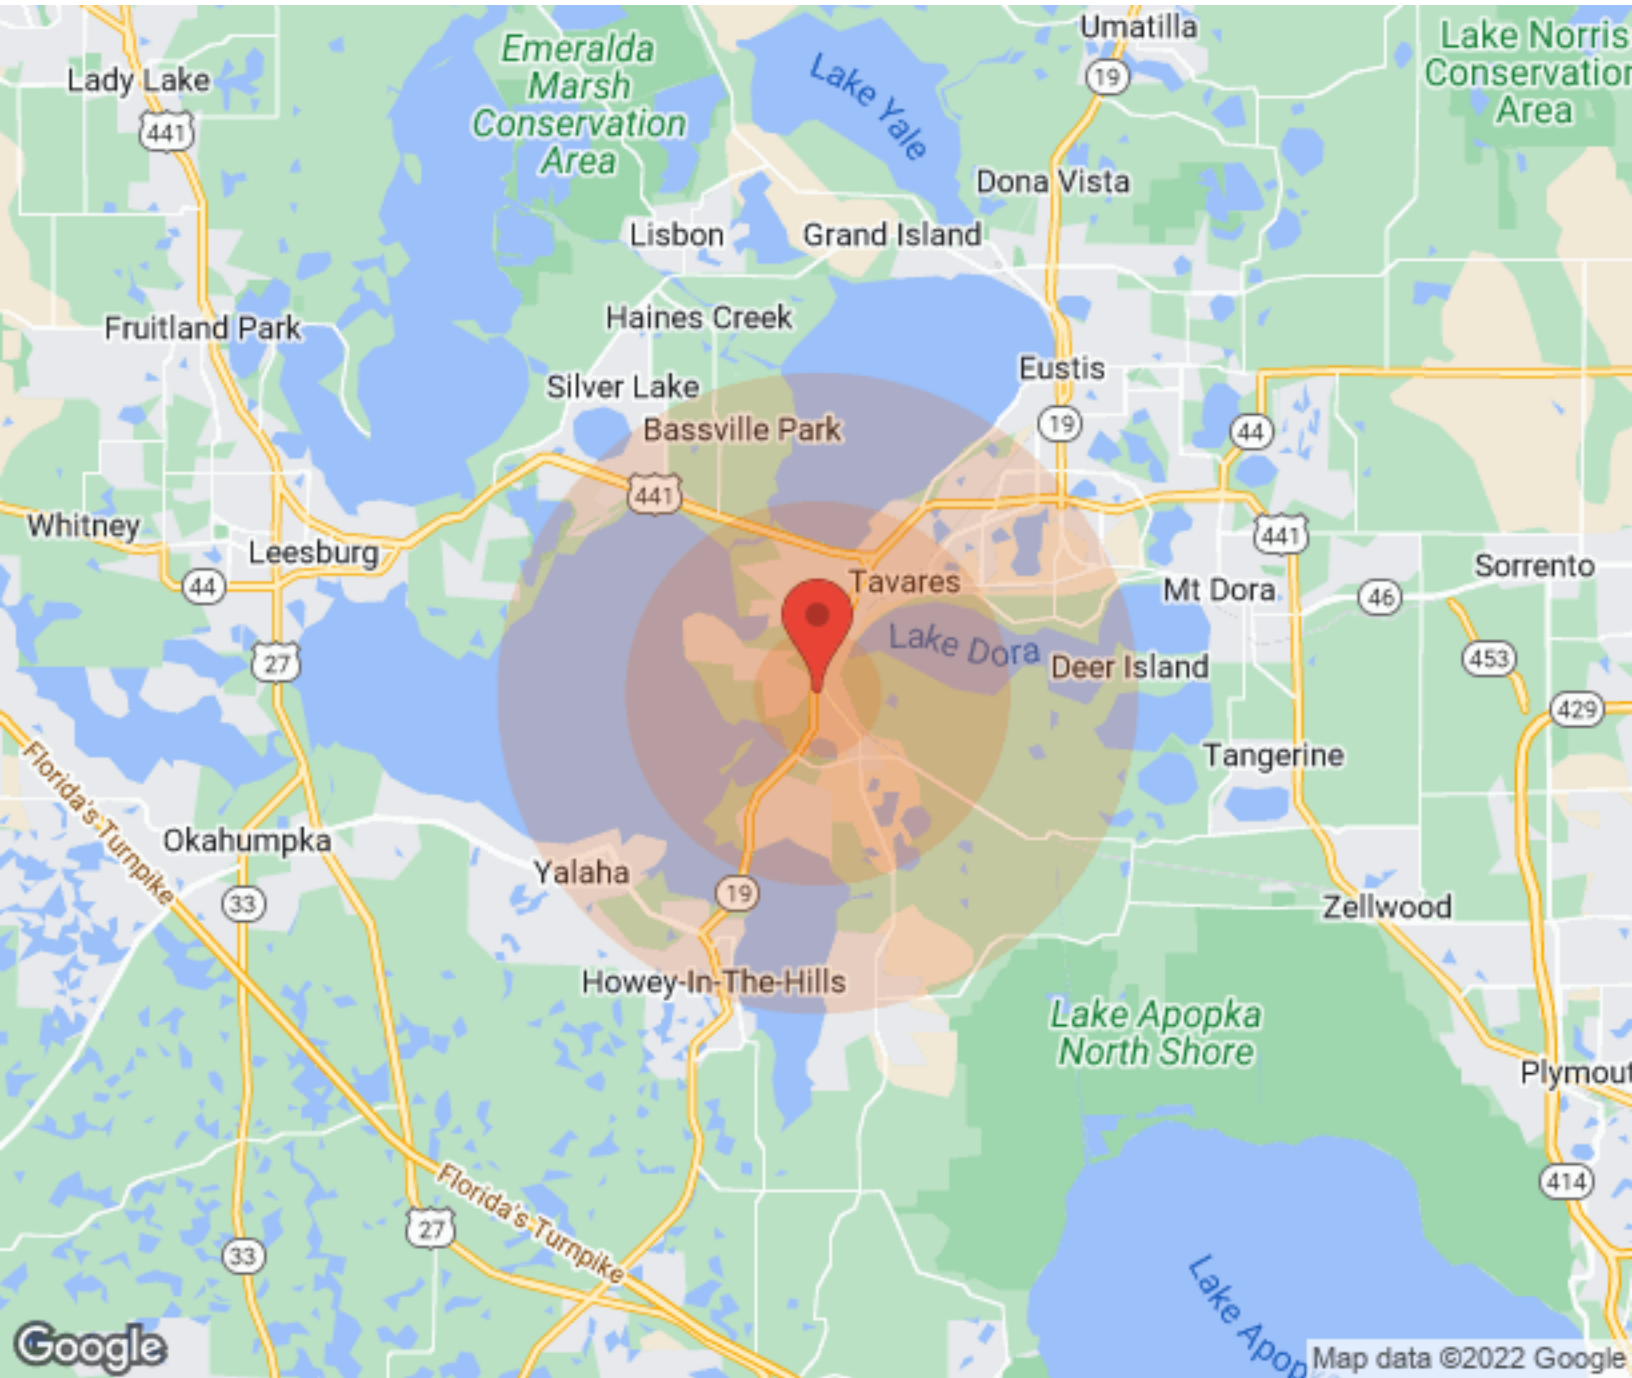 Umatilla
Lake Norris
Conservation
Area
Emeralda
Marsh
Conservation
Area
Lady Lake
19
Lake Yale
441
Dona Vista
Lisbon
Grand Island
Haines Creek
Fruitland Park
Eustis
Silver Lake
Bassville Park
19
44
441
Whitney
441
Leesburg
Sorrento
Tavares
44
Mt Dora
46
Lake Dora
27
Deer Island
453
429
Tangerine
Florida's Turnpike
Okahumpka
Yalaha
19
33
Zellwood
Howey-In-The-Hills
Lake Apopka
North Shore
Plymout
414
Florida's Turnpike
27
33
Lake Apop
Google
Map data ©2022 Google